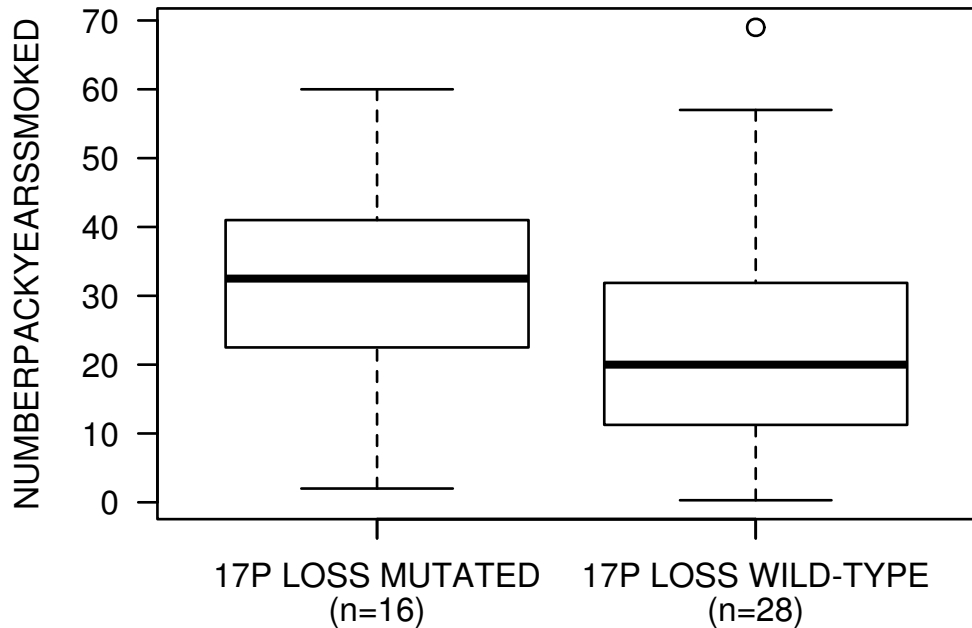 NUMBERPACKYEARSSMOKED
70
60
50
40
30
20
10
0
17P LOSS MUTATED
(n=16)
17P LOSS WILD-TYPE
(n=28)